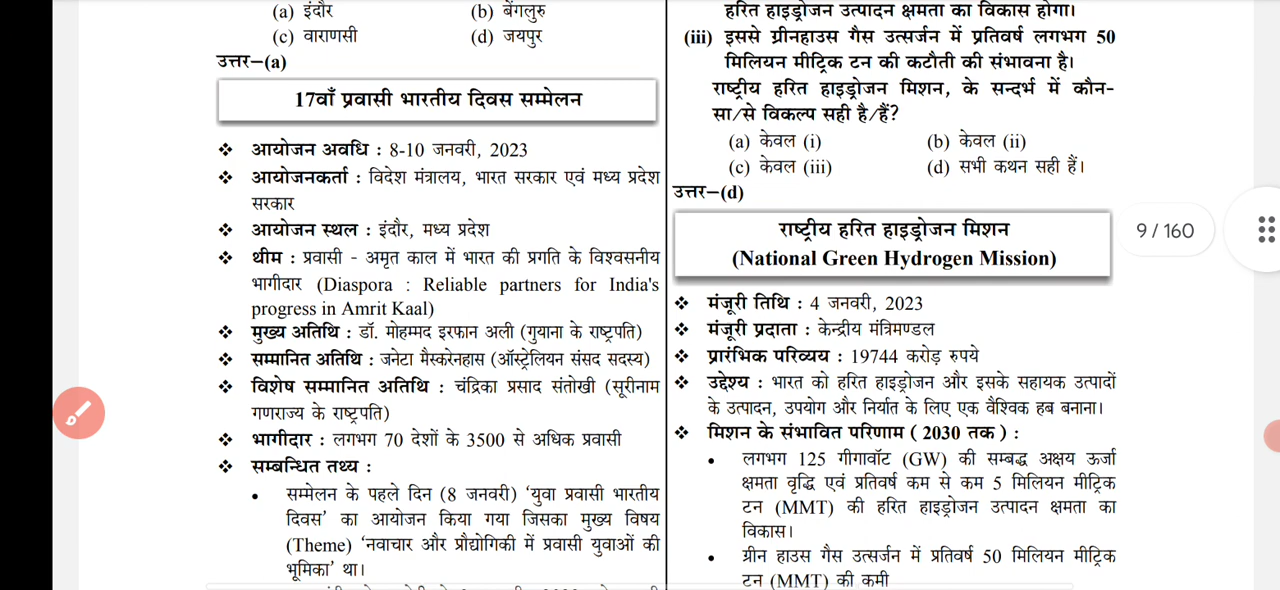 (a) इंदौर (b) बेंगलुरु
(c) वाराणसी (d) जयपुर
उत्तर–(a)
17वाँ प्रवासी भारतीय दिवस सम्मेलन
❖ आयोजन अवधि : 8-10 जनवरी, 2023
❖ आयोजनकर्ता : विदेश मंत्रालय, भारत सरकार एवं मध्य प्रदेश
सरकार
❖ आयोजन स्थल : इंदौर, मध्य प्रदेश
❖ थीम : प्रवासी - अमृत काल में भारत की प्रगति के विश्वसनीय
भागीदार (Diaspora : Reliable partners for India's
progress in Amrit Kaal)
❖ मुख्य अतिथि : डॉ. मोहम्मद इरफान अली (गुयाना के राष्ट्रपति)
❖ सम्मानित अतिथि : जनेटा मैस्करेनहास (ऑस्ट्रेलियन संसद सदस्य)
❖ विशेष सम्मानित अतिथि : चंद्रिका प्रसाद संतोखी (सूरीनाम
गणराज्य के राष्ट्रपति)
❖ भागीदार : लगभग 70 देशों के 3500 से अधिक प्रवासी
❖ सम्बन्धित तथ्य :
• सम्मेलन के पहले दिन (8 जनवरी) ‘युवा प्रवासी भारतीय
दिवस’ का आयोजन किया गया जिसका मुख्य विषय
(Theme) ‘नवाचार और प्रौद्योगिकी में प्रवासी युवाओं की
भूमिका’ था।
हरित हाइड्रोजन उत्पादन क्षमता का विकास होगा।
(iii) इससे ग्रीनहाउस गैस उत्सर्जन में प्रतिवर्ष लगभग 50
मिलियन मीट्रिक टन की कटौती की संभावना है।
राष्ट्रीय हरित हाइड्रोजन मिशन, के सन्दर्भ में कौन-
सा/से विकल्प सही है/हैं?
(a) केवल (i) (b) केवल (ii)
(c) केवल (iii) (d) सभी कथन सही हैं।
उत्तर–(d)
राष्ट्रीय हरित हाइड्रोजन मिशन
(National Green Hydrogen Mission)
❖ मंजूरी तिथि : 4 जनवरी, 2023
❖ मंजूरी प्रदाता : केन्द्रीय मंत्रिमण्डल
❖ प्रारंभिक परिव्यय : 19744 करोड़ रुपये
❖ उद्देश्य : भारत को हरित हाइड्रोजन और इसके सहायक उत्पादों
के उत्पादन, उपयोग और निर्यात के लिए एक वैश्विक हब बनाना।
❖ मिशन के संभावित परिणाम ( 2030 तक ) :
• लगभग 125 गीगावॉट (GW) की सम्बद्ध अक्षय ऊर्जा
क्षमता वृद्धि एवं प्रतिवर्ष कम से कम 5 मिलियन मीट्रिक
टन (MMT) की हरित हाइड्रोजन उत्पादन क्षमता का
विकास।
• ग्रीन हाउस गैस उत्सर्जन में प्रतिवर्ष 50 मिलियन मीट्रिक
टन (MMT) की कमी
9 / 160